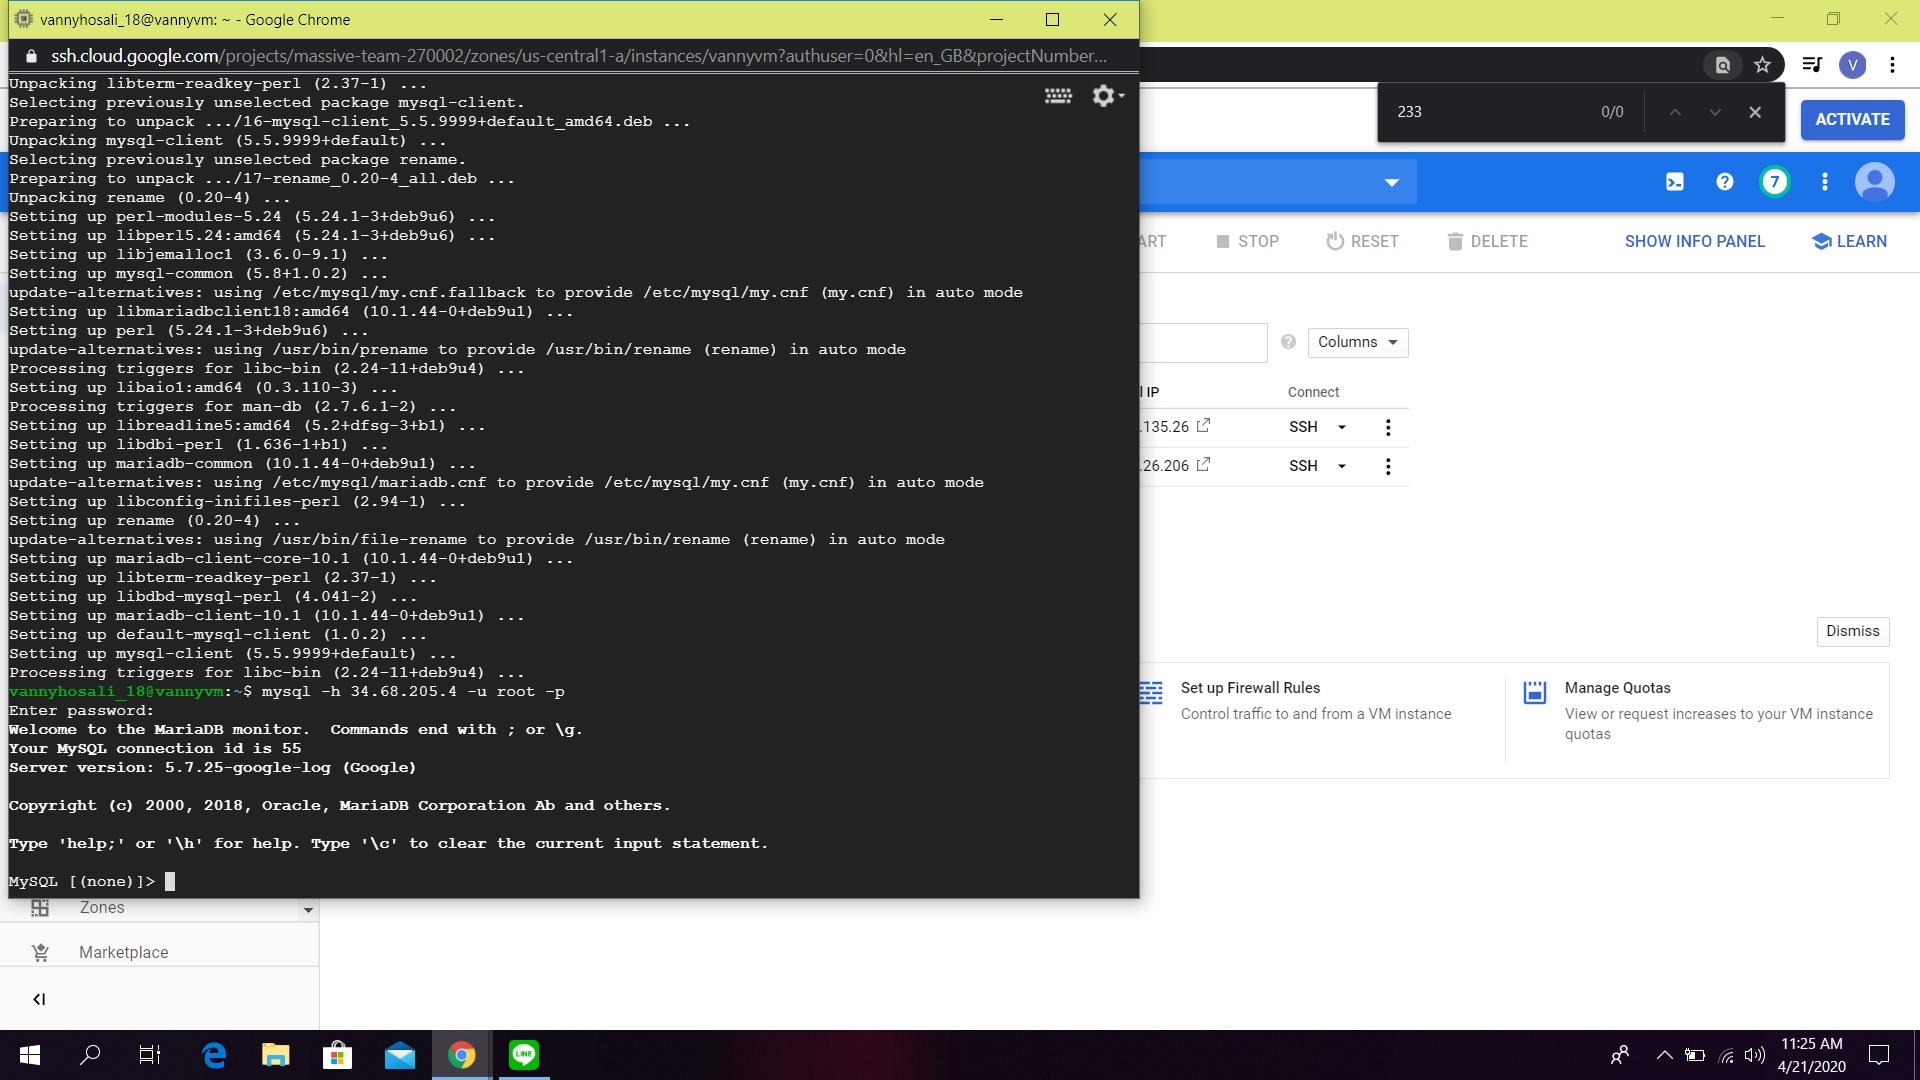 vannyhosali_18@vannyvm: ~ - Google Chrome
ssh.cloud.google.com/projects/massive-team-270002/zones/us-central1-a/instances/vannyvm?authuser=0&hl=en_GB&projectNumber...
Unpacking libterm-readkey-perl (2.37-1) ...
Selecting previously unselected package mysql-client.
Preparing to unpack .../16-mysql-client_5.5.9999+default_amd64.deb ...
Unpacking mysql-client (5.5.9999+default) ...
Selecting previously unselected package rename.
Preparing to unpack .../17-rename_0.20-4_all.deb ...
Unpacking rename (0.20-4) ...
Setting up perl-modules-5.24 (5.24.1-3+deb9u6) ...
Setting up libperl5.24:amd64 (5.24.1-3+deb9u6) ...
Setting up libjemalloc1 (3.6.0-9.1) ...
Setting up mysql-common (5.8+1.0.2) ...
update-alternatives: using /etc/mysql/my.cnf.fallback to provide /etc/mysql/my.cnf (my.cnf) in auto mode
Setting up libmariadbclient18:amd64 (10.1.44-0+deb9u1) ...
Setting up perl (5.24.1-3+deb9u6) ...
update-alternatives: using /usr/bin/prename to provide /usr/bin/rename (rename) in auto mode
Processing triggers for libc-bin (2.24-11+deb9u4) ...
Setting up libaio1:amd64 (0.3.110-3) ...
Processing triggers for man-db (2.7.6.1-2) ...
Setting up libreadline5:amd64 (5.2+dfsg-3+b1) ...
Setting up libdbi-perl (1.636-1+b1) ...
Setting up mariadb-common (10.1.44-0+deb9u1) ...
update-alternatives: using /etc/mysql/mariadb.cnf to provide /etc/mysql/my.cnf (my.cnf) in auto mode
Setting up libconfig-inifiles-perl (2.94-1) ...
Setting up rename (0.20-4) ...
update-alternatives: using /usr/bin/file-rename to provide /usr/bin/rename (rename) in auto mode
Setting up mariadb-client-core-10.1 (10.1.44-0+deb9u1) ...
Setting up libterm-readkey-perl (2.37-1) ...
Setting up libdbd-mysql-perl (4.041-2) ...
Setting up mariadb-client-10.1 (10.1.44-0+deb9u1) ...
Setting up default-mysql-client (1.0.2) ...
Setting up mysql-client (5.5.9999+default) ...
Processing triggers for libc-bin (2.24-11+deb9u4) ...
vannyhosali_18@vannyvm:~$ mysql -h 34.68.205.4 -u root -p
Enter password:
Welcome to the MariaDB monitor.  Commands end with ; or \g.
Your MySQL connection id is 55
Server version: 5.7.25-google-log (Google)
Copyright (c) 2000, 2018, Oracle, MariaDB Corporation Ab and others.
Type 'help;' or '\h' for help. Type '\c' to clear the current input statement.
MySQL [(none)]>
V
233 0/0
ACTIVATE
7
ART STOP RESET DELETE SHOW INFO PANEL LEARN
Columns
l IP Connect
.135.26 SSH
.26.206 SSH
Dismiss
Set up Firewall Rules
Control traffic to and from a VM instance
Manage Quotas
View or request increases to your VM instance
quotas
Zones
Marketplace
LINE
11:25 AM
4/21/2020